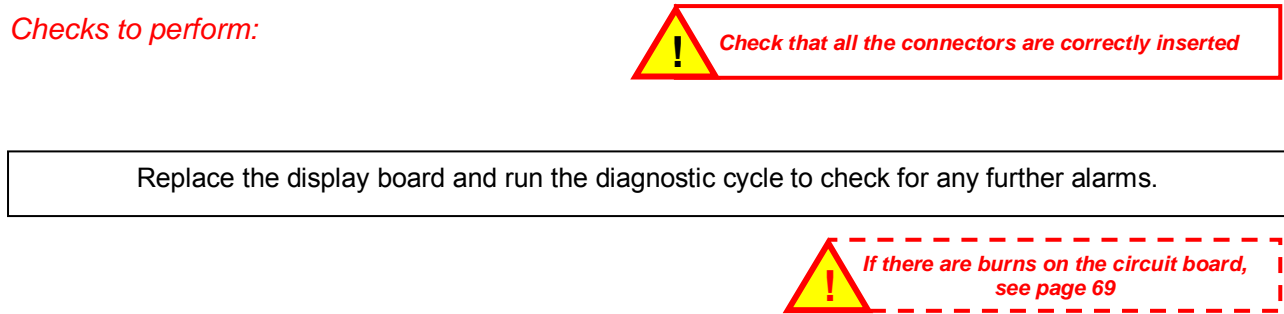 Checks to perform:
! Check that all the connectors are correctly inserted
Replace the display board and run the diagnostic cycle to check for any further alarms.
If there are burns on the circuit board,
! see page 69